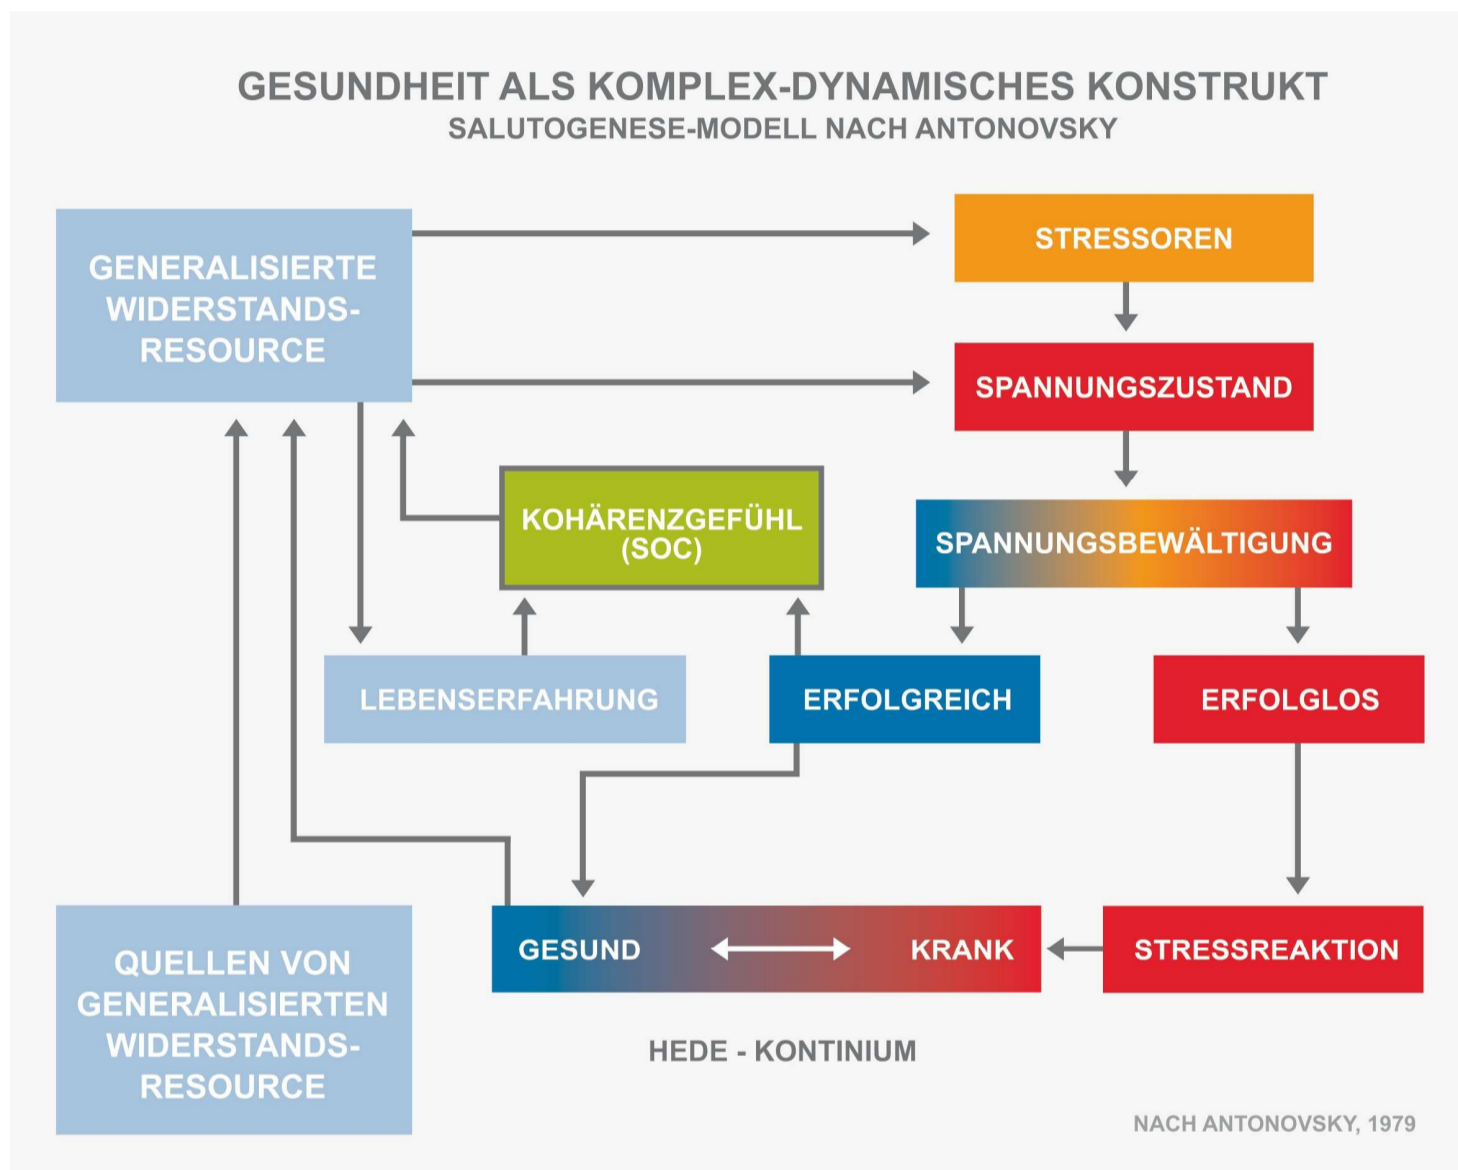 GESUNDHEIT ALS KOMPLEX-DYNAMISCHES KONSTRUKT
SALUTOGENESE-MODELL NACH ANTONOVSKY
GENERALISIERTE
WIDERSTANDS-
RESOURCE
STRESSOREN
SPANNUNGSZUSTAND
KOHÄRENZGEFÜHL
(SOC)
SPANNUNGSBEWÄLTIGUNG
LEBENSERFAHRUNG
ERFOLGREICH
ERFOLGLOS
QUELLEN VON
GENERALISIERTEN
WIDERSTANDS-
RESOURCE
GESUND
KRANK
STRESSREAKTION
HEDE - KONTINIUM
NACH ANTONOVSKY, 1979